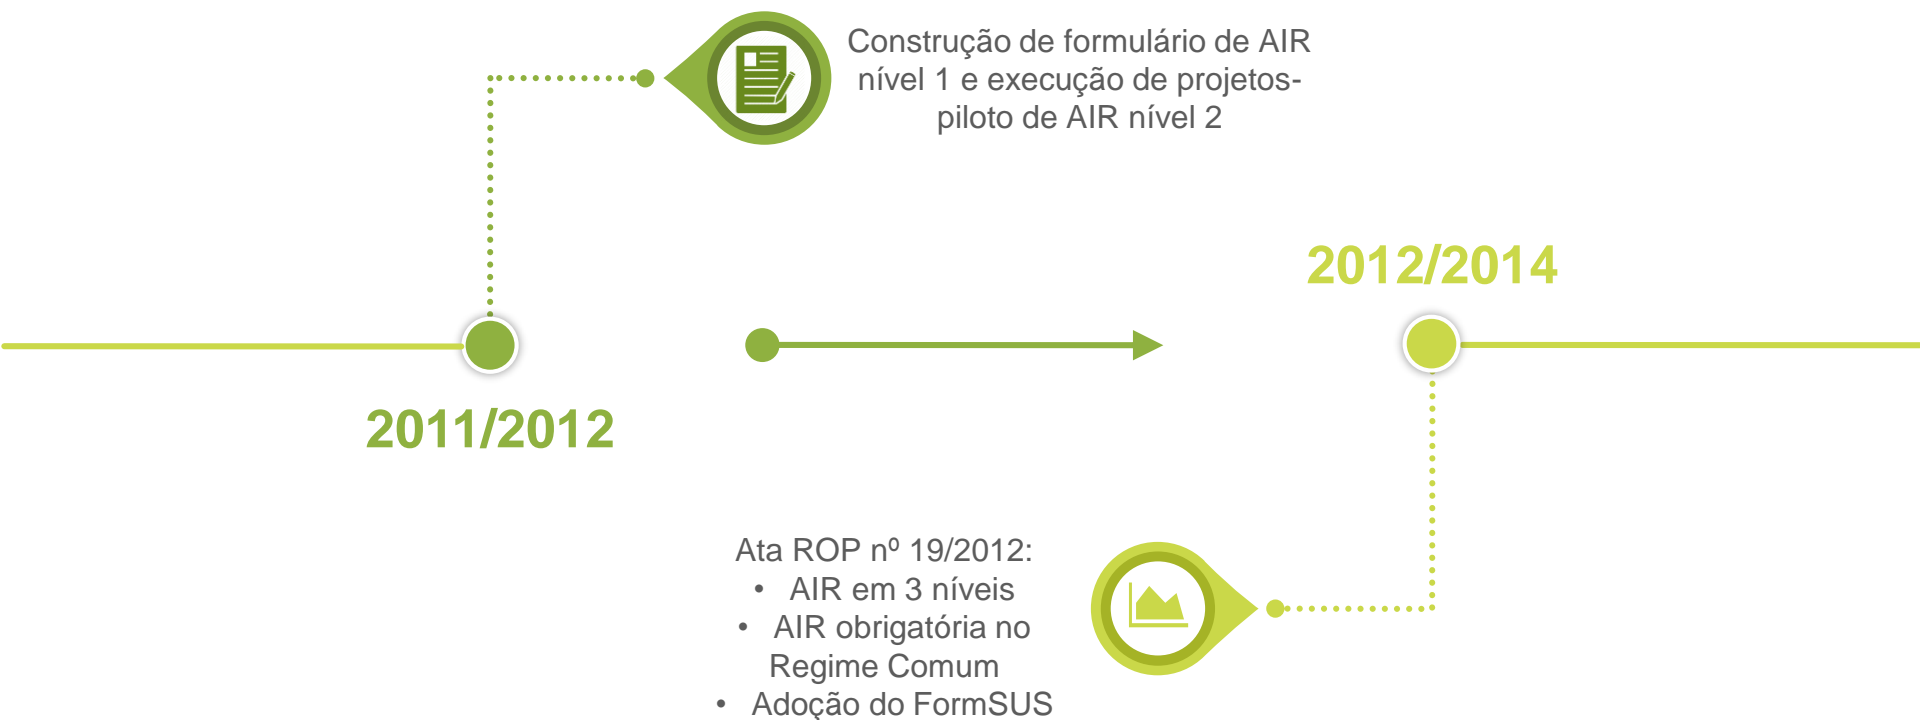 Construção de formulário de AIR
nível 1 e execução de projetos-
piloto de AIR nível 2
2012/2014
2011/2012
Ata ROP nº 19/2012:
• AIR em 3 níveis
• AIR obrigatória no
Regime Comum
• Adoção do FormSUS